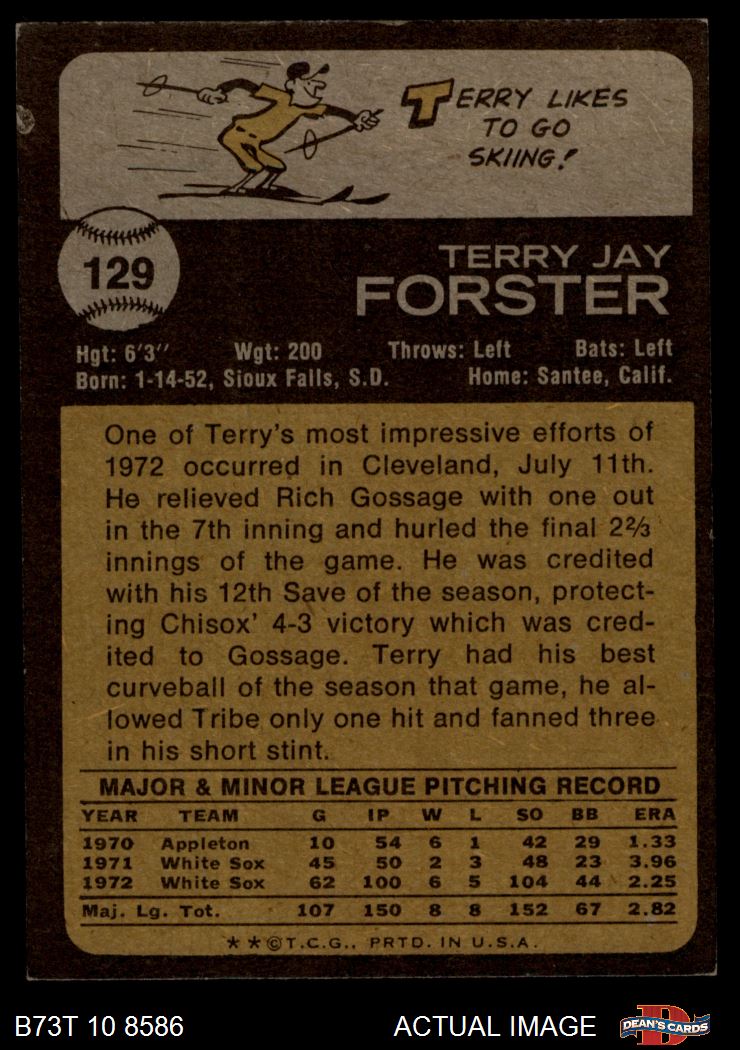 TERRY LIKES
TO GO
SKIING!
129
TERRY JAY
FORSTER
Hgt: 6'3" Wgt: 200 Throws: Left Bats: Left
Born: 1-14-52, Sioux Falls, S.D. Home: Santee, Calif.
One of Terry's most impressive efforts of
1972 occurred in Cleveland, July 11th.
He relieved Rich Gossage with one out
in the 7th inning and hurled the final 2⅔
innings of the game. He was credited
with his 12th Save of the season, protect-
ing Chisox' 4-3 victory which was cred-
ited to Gossage. Terry had his best
curveball of the season that game, he al-
lowed Tribe only one hit and fanned three
in his short stint.
MAJOR & MINOR LEAGUE PITCHING RECORD
YEAR TEAM G IP W L SO BB ERA
1970 Appleton 10 54 6 1 42 29 1.33
1971 White Sox 45 50 2 3 48 23 3.96
1972 White Sox 62 100 6 5 104 44 2.25
Maj. Lg. Tot. 107 150 8 8 152 67 2.82
★★©T.C.G., PRTD. IN U.S.A.
B73T 10 8586 ACTUAL IMAGE D DEAN'S CARDS